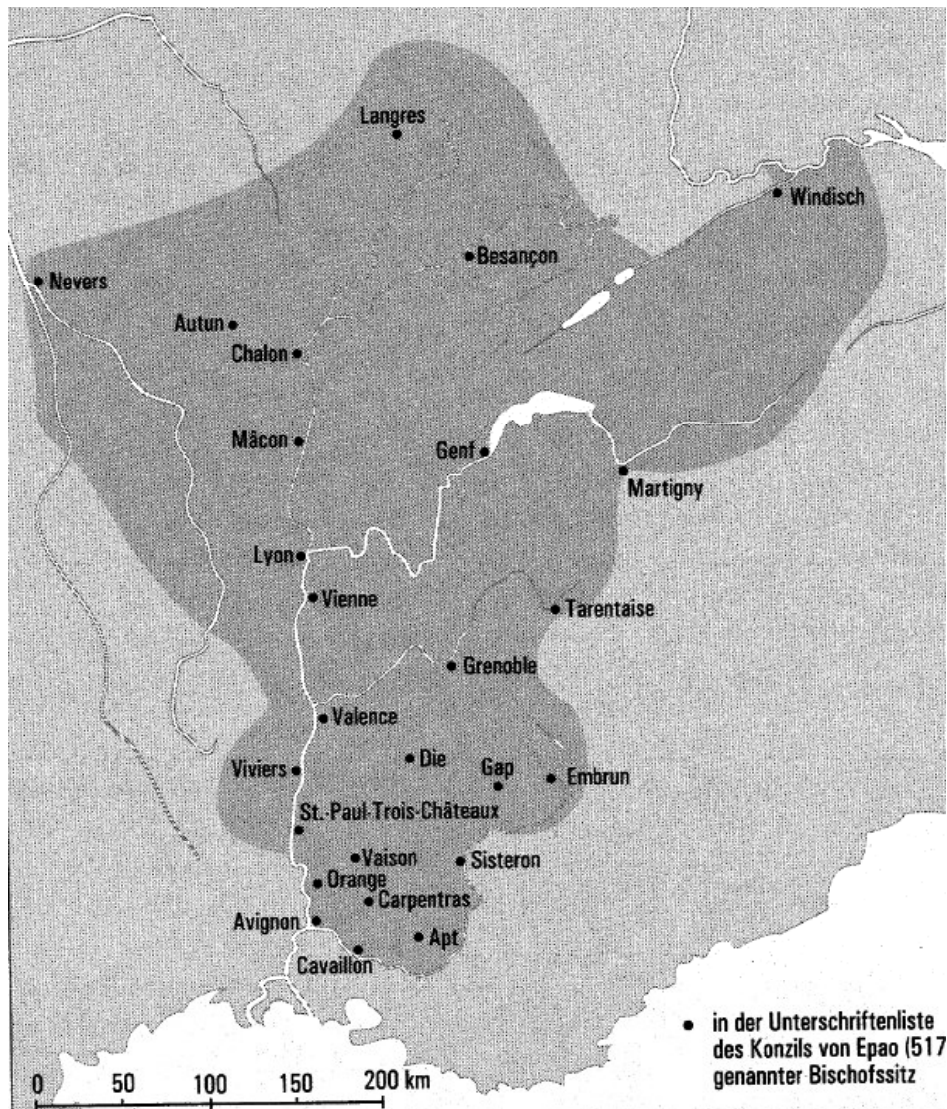 Langres
Windisch
Besançon
Nevers
Autun
Chalon
Mâcon
Genf
Martigny
Lyon
Vienne
Tarentaise
Grenoble
Valence
Die
Gap
Embrun
Viviers
St.-Paul-Trois-Châteaux
Vaison
Sisteron
Orange
Carpentras
Avignon
Apt
Cavaillon
● in der Unterschriftenliste
des Konzils von Epao (517
genannter Bischofssitz
0 50 100 150 200 km